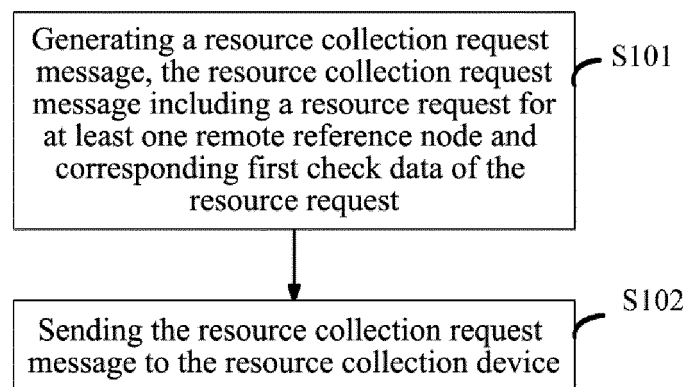 Generating a resource collection request
message, the resource collection request
message including a resource request for
at least one remote reference node and
corresponding first check data of the
resource request
S101
Sending the resource collection request
message to the resource collection device
S102